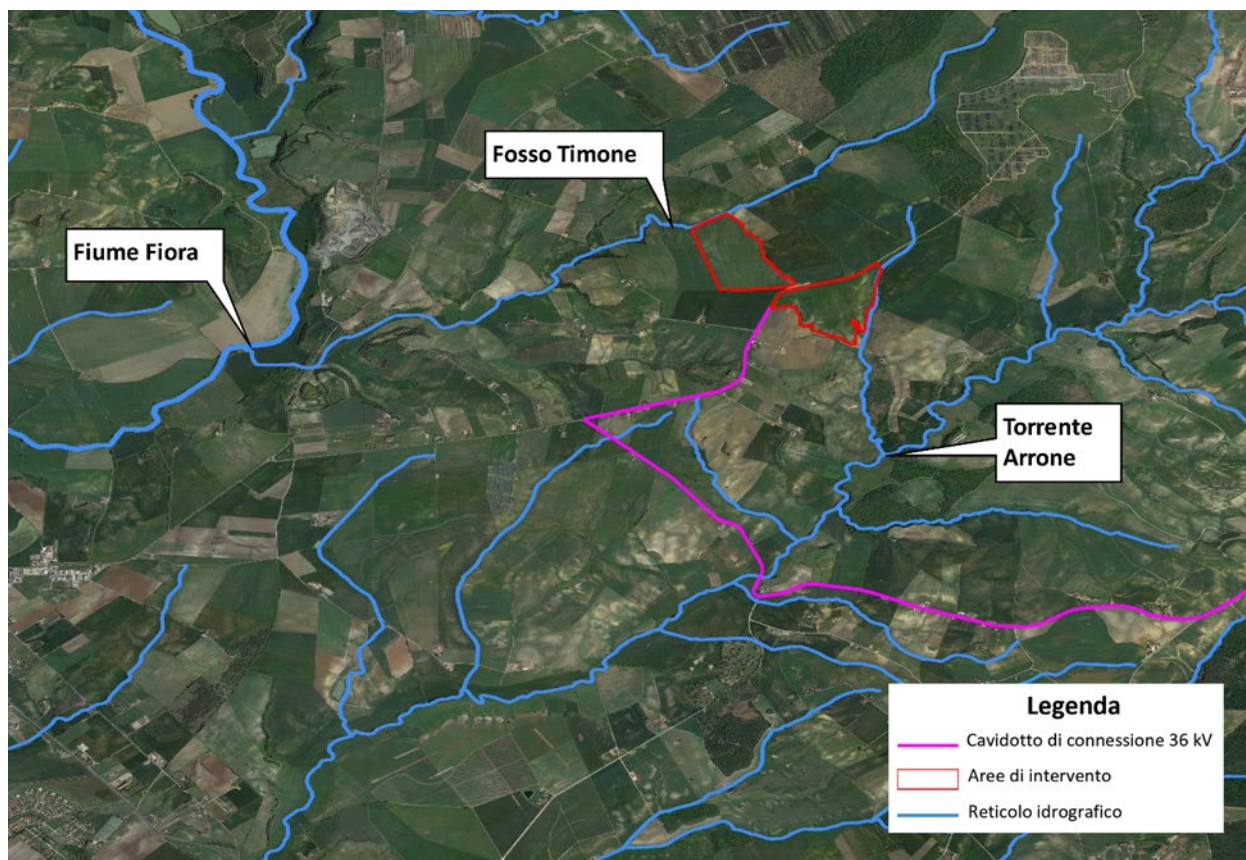 Fosso Timone
Fiume Fiora
Torrente
Arrone
Legenda
Cavidotto di connessione 36 kV
Aree di intervento
Reticolo idrografico